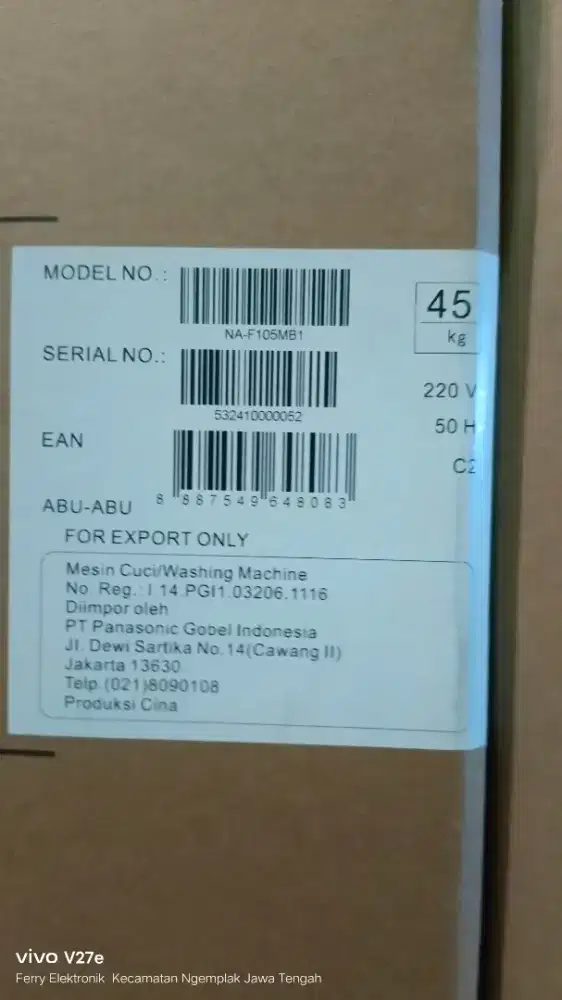 MODEL NO.:
NA-F105MB1
45
kg
SERIAL NO.:
532410000052
220 V
50 H
EAN
C2
8 887549 648083
ABU-ABU
FOR EXPORT ONLY
Mesin Cuci/Washing Machine
No. Reg.: I.14.PGI1.03206.1116
Diimpor oleh
PT Panasonic Gobel Indonesia
Jl. Dewi Sartika No.14(Cawang II)
Jakarta 13630
Telp.(021)8090108
Produksi Cina
vivo V27e
Ferry Elektronik Kecamatan Ngemplak Jawa Tengah